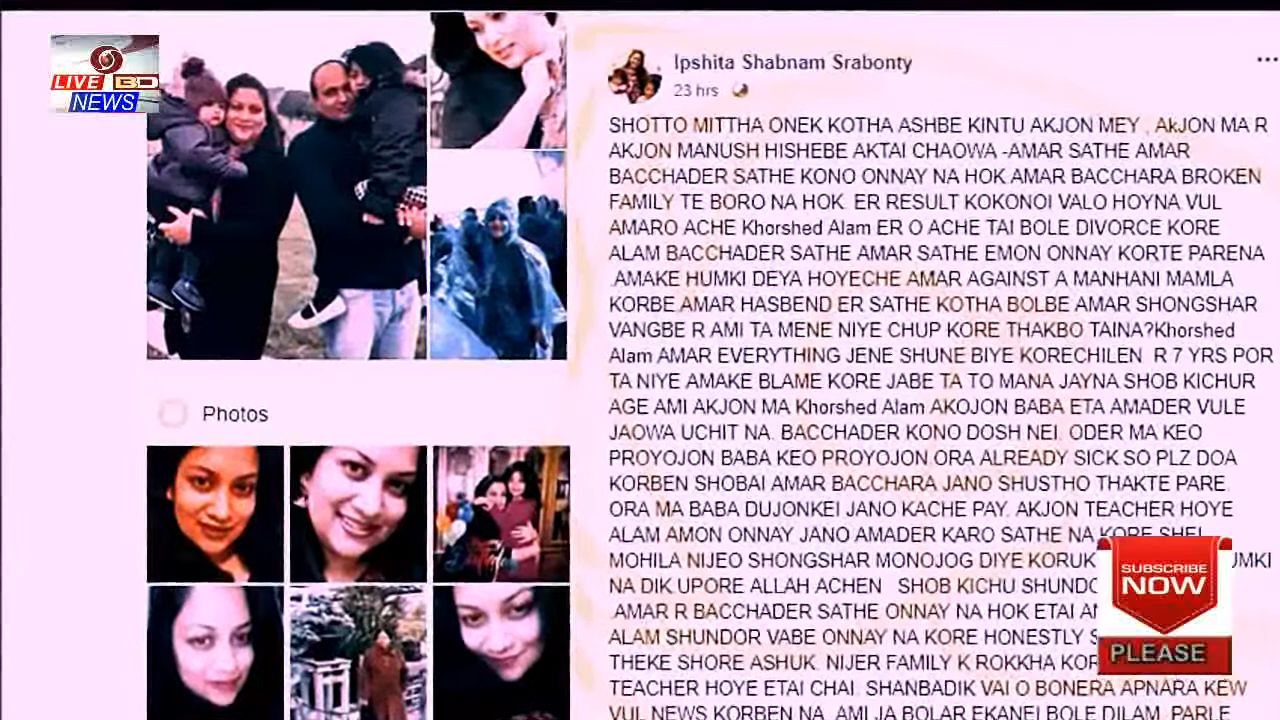 LIVE BD
NEWS
Ipshita Shabnam Srabonty
23 hrs
SHOTTO MITTHA ONEK KOTHA ASHBE KINTU AKJON MEY , AkJON MA R
AKJON MANUSH HISHEBE AKTAI CHAOWA -AMAR SATHE AMAR
BACCHADER SATHE KONO ONNAY NA HOK AMAR BACCHARA BROKEN
FAMILY TE BORO NA HOK. ER RESULT KOKONOI VALO HOYNA VUL
AMARO ACHE Khorshed Alam ER O ACHE TAI BOLE DIVORCE KORE
ALAM BACCHADER SATHE AMAR SATHE EMON ONNAY KORTE PARENA
.AMAKE HUMKI DEYA HOYECHE AMAR AGAINST A MANHANI MAMLA
KORBE AMAR HASBEND ER SATHE KOTHA BOLBE AMAR SHONGSHAR
VANGBE R AMI TA MENE NIYE CHUP KORE THAKBO TAINA?Khorshed
Alam AMAR EVERYTHING JENE SHUNE BIYE KORECHILEN R 7 YRS POR
TA NIYE AMAKE BLAME KORE JABE TA TO MANA JAYNA SHOB KICHUR
AGE AMI AKJON MA Khorshed Alam AKOJON BABA ETA AMADER VULE
JAOWA UCHIT NA. BACCHADER KONO DOSH NEI. ODER MA KEO
PROYOJON BABA KEO PROYOJON ORA ALREADY SICK SO PLZ DOA
KORBEN SHOBAI AMAR BACCHARA JANO SHUSTHO THAKTE PARE.
ORA MA BABA DUJONKEI JANO KACHE PAY. AKJON TEACHER HOYE
ALAM AMON ONNAY JANO AMADER KARO SATHE NA KORE SHEI
MOHILA NIJEO SHONGSHAR MONOJOG DIYE KORUK UMKI
NA DIK.UPORE ALLAH ACHEN SHOB KICHU SHUNDO
.AMAR R BACCHADER SATHE ONNAY NA HOK ETAI A
ALAM SHUNDOR VABE ONNAY NA KORE HONESTLY S
THEKE SHORE ASHUK. NIJER FAMILY K ROKKHA KOR
TEACHER HOYE ETAI CHAI. SHANBADIK VAI O BONERA APNARA KEW
VUL NEWS KORBEN NA. AMI JA BOLAR EKANEI BOLE DILAM. PARLE
Photos
SUBSCRIBE
NOW
PLEASE